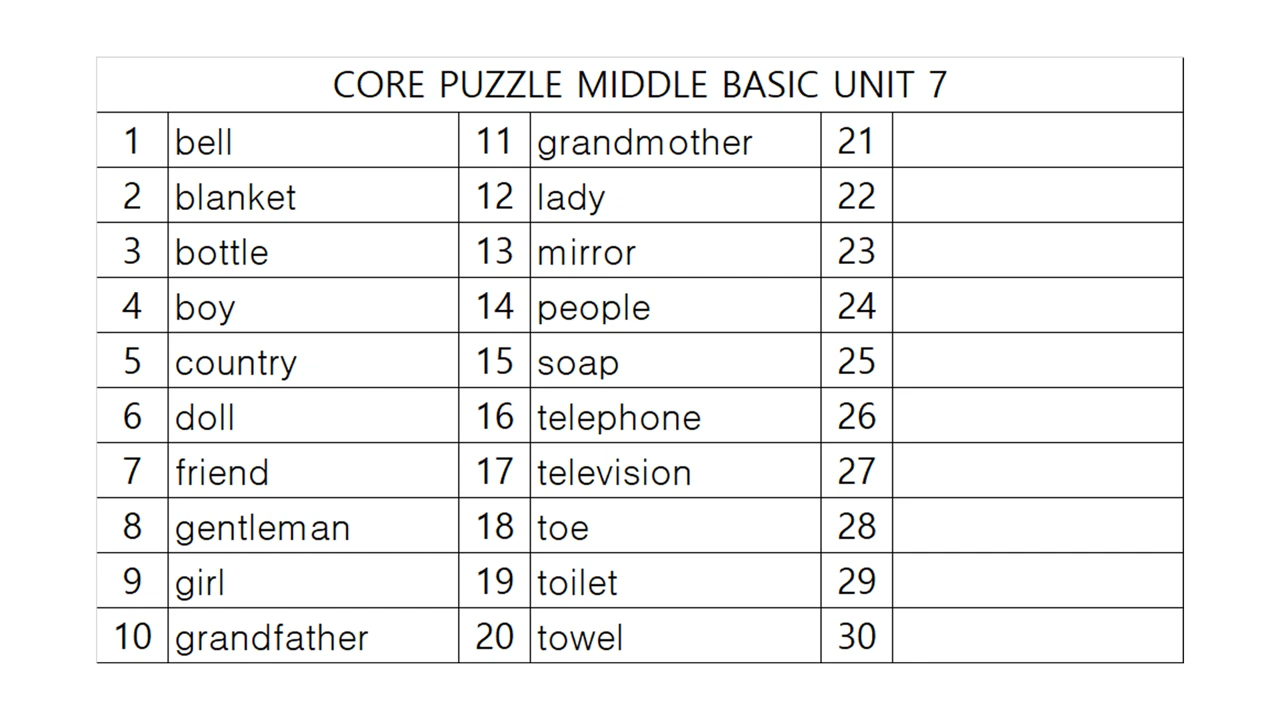 CORE PUZZLE MIDDLE BASIC UNIT 7
1 bell 11 grandmother 21
2 blanket 12 lady 22
3 bottle 13 mirror 23
4 boy 14 people 24
5 country 15 soap 25
6 doll 16 telephone 26
7 friend 17 television 27
8 gentleman 18 toe 28
9 girl 19 toilet 29
10 grandfather 20 towel 30